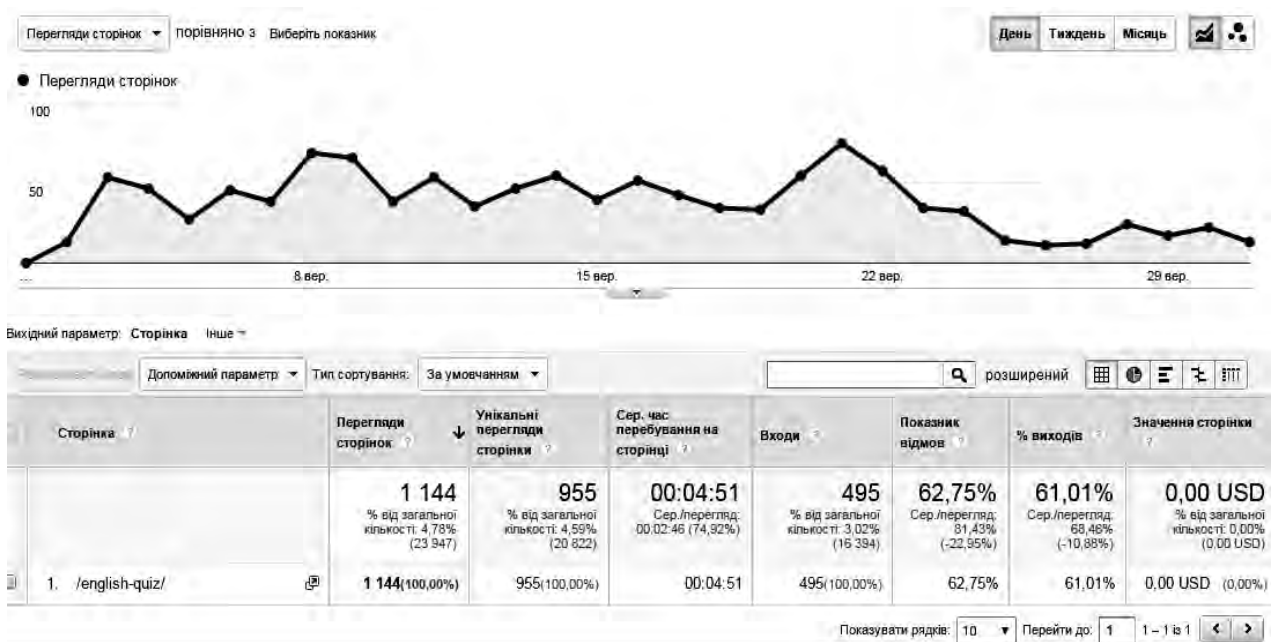 Перегляди сторінок порівняно з Виберіть показник День Тиждень Місяць
Перегляди сторінок
100
50
... 8 вер. 15 вер. 22 вер. 29 вер.
Вихідний параметр: Сторінка Інше
Допоміжний параметр Тип сортування: За умовчанням розширений
Сторінка ?
Перегляди
сторінок ?
Унікальні
перегляди
сторінки ?
Сер. час
перебування на
сторінці ?
Входи ?
Показник
відмов ?
% виходів ?
Значення сторінки
?
1 144
% від загальної
кількості: 4,78%
(23 947)
955
% від загальної
кількості: 4,59%
(20 822)
00:04:51
Сер./перегляд:
00:02:46 (74,92%)
495
% від загальної
кількості: 3,02%
(16 394)
62,75%
Сер./перегляд:
81,43%
(-22,95%)
61,01%
Сер./перегляд:
68,46%
(-10,88%)
0,00 USD
% від загальної
кількості: 0,00%
(0,00 USD)
1. /english-quiz/ 1 144(100,00%) 955(100,00%) 00:04:51 495(100,00%) 62,75% 61,01% 0,00 USD (0,00%)
Показувати рядків: 10 Перейти до: 1 1 – 1 із 1